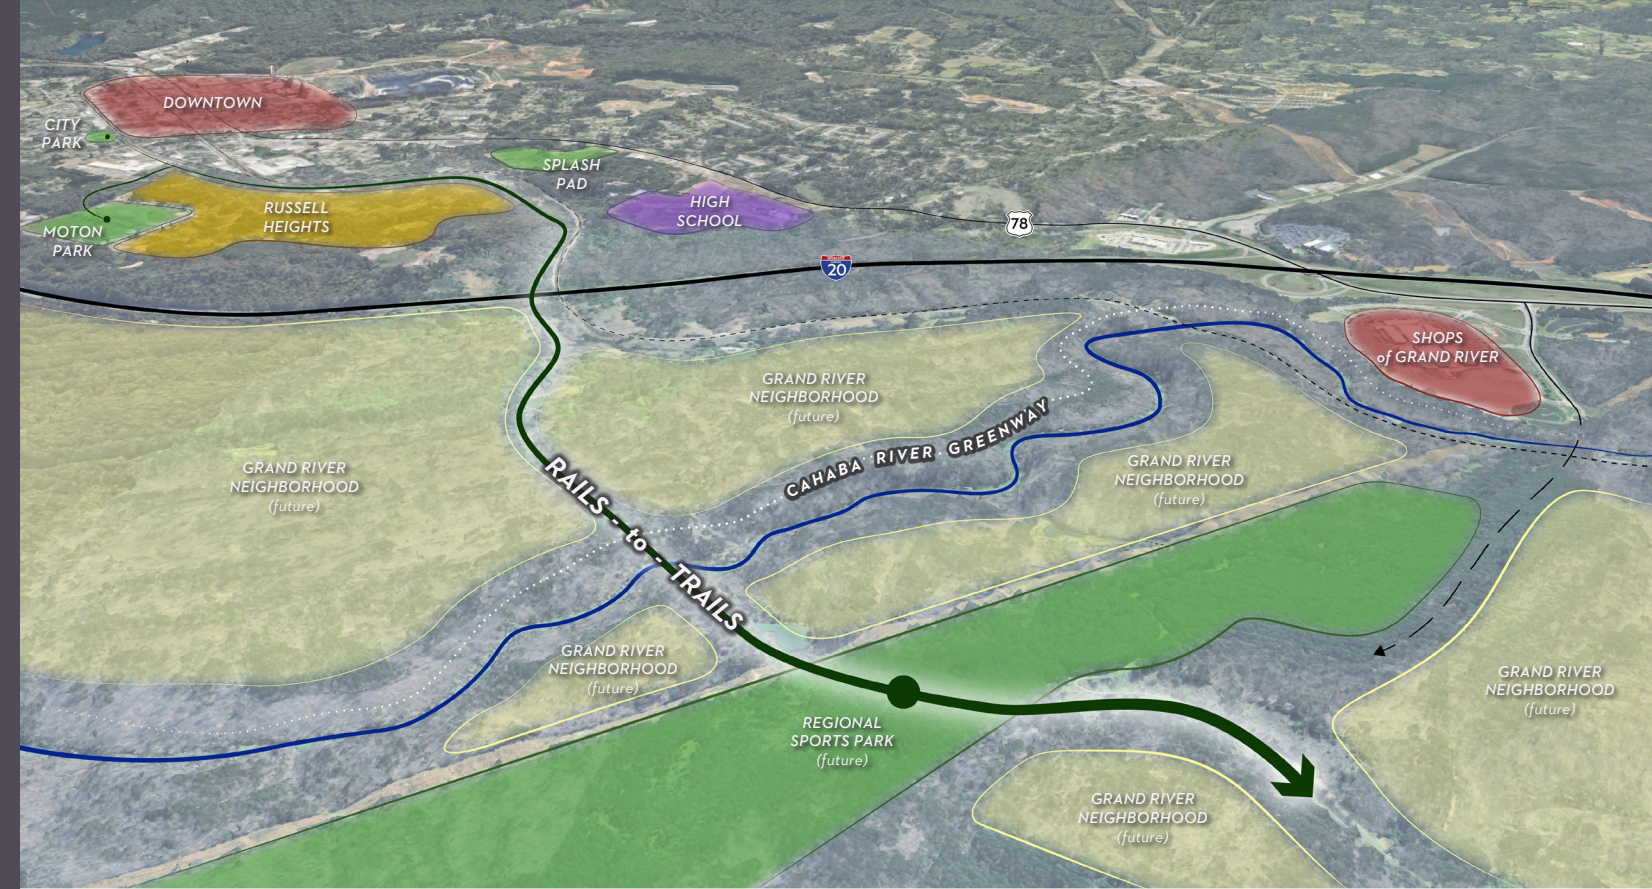 DOWNTOWN
CITY
PARK
SPLASH
PAD
RUSSELL
HEIGHTS
HIGH
SCHOOL
MOTON
PARK
78
20
SHOPS
of GRAND RIVER
GRAND RIVER
NEIGHBORHOOD
(future)
CAHABA RIVER GREENWAY
GRAND RIVER
NEIGHBORHOOD
(future)
GRAND RIVER
NEIGHBORHOOD
(future)
RAILS - to - TRAILS
GRAND RIVER
NEIGHBORHOOD
(future)
GRAND RIVER
NEIGHBORHOOD
(future)
REGIONAL
SPORTS PARK
(future)
GRAND RIVER
NEIGHBORHOOD
(future)